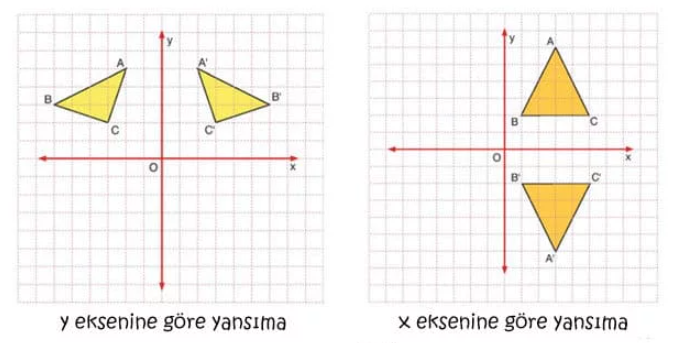 y
A
A'
B
B'
C
C'
O
x
y eksenine göre yansıma
y
A
B
C
O
x
B'
C'
A'
x eksenine göre yansıma